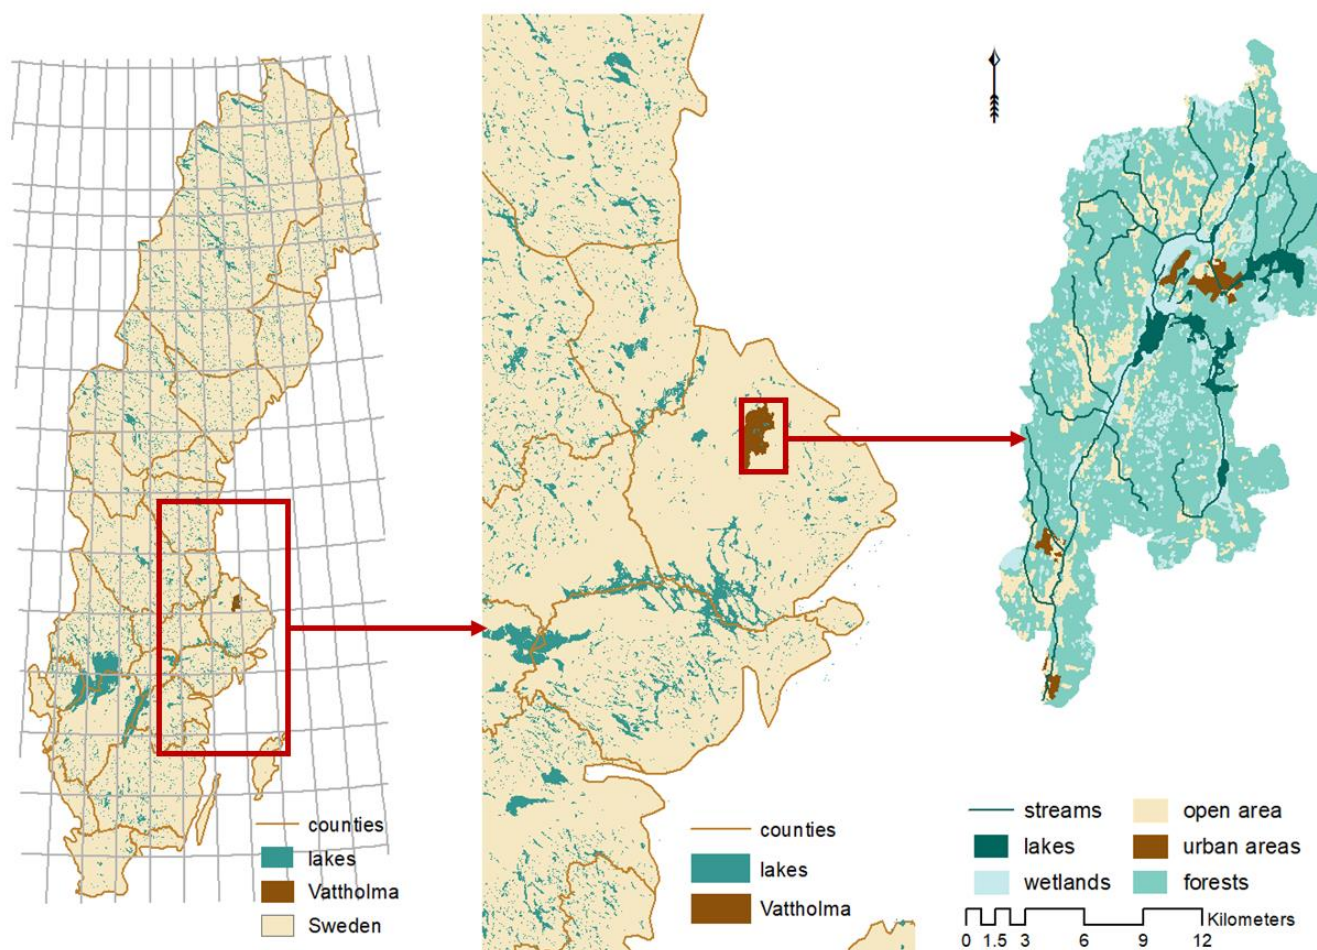 counties
lakes
Vattholma
Sweden
counties
lakes
Vattholma
streams
lakes
wetlands
open area
urban areas
forests
Kilometers
0 1.5 3 6 9 12